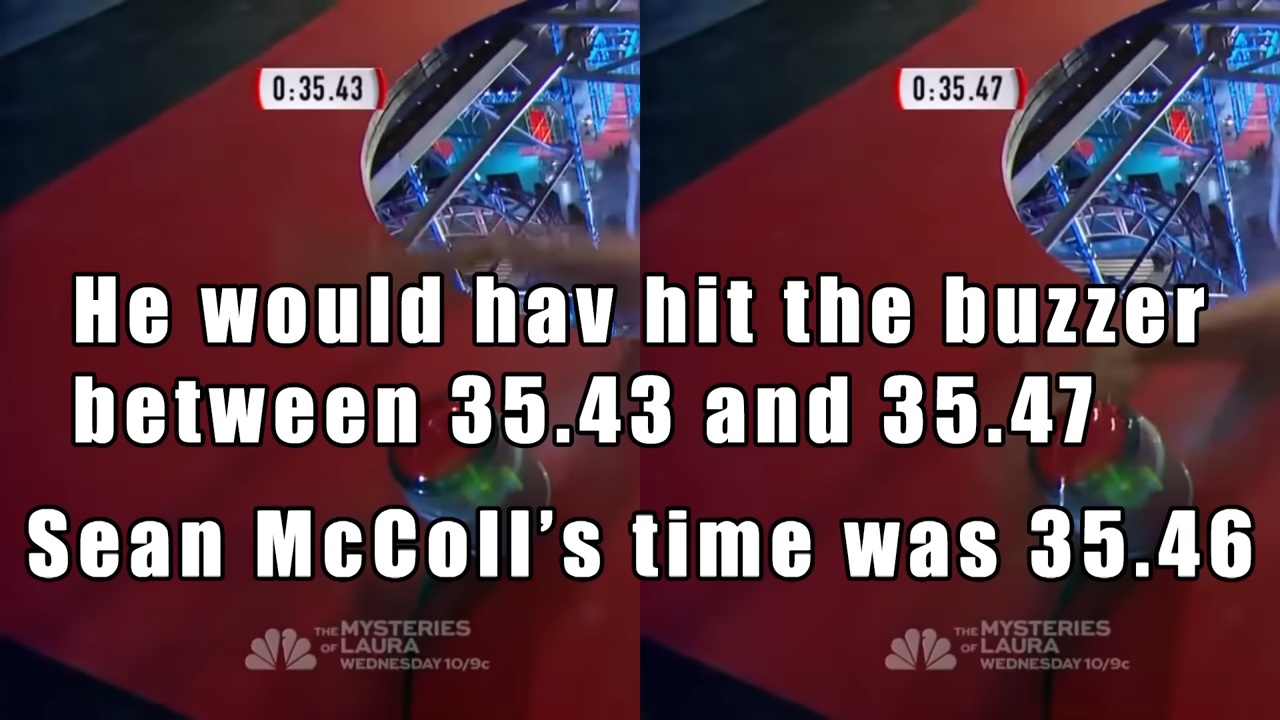 0:35.43
0:35.47
He would hav hit the buzzer
between 35.43 and 35.47
Sean McColl’s time was 35.46
THE MYSTERIES
OF LAURA
WEDNESDAY 10/9c
THE MYSTERIES
OF LAURA
WEDNESDAY 10/9c